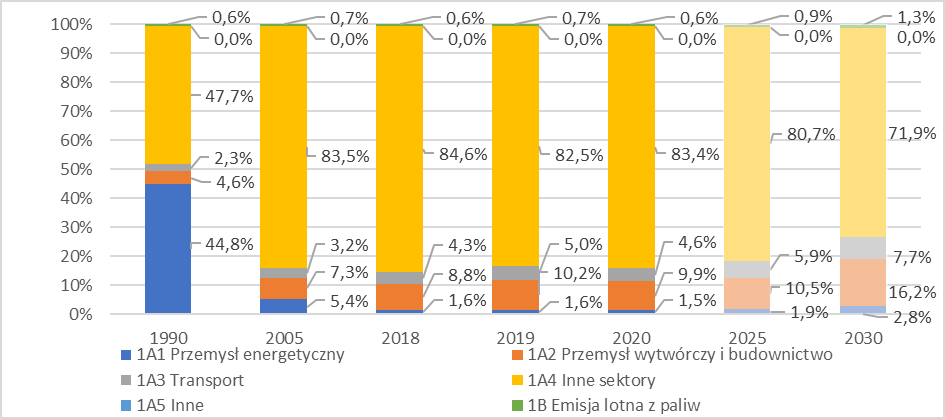 0,6% 0,7% 0,6% 0,7% 0,6% 0,9% 1,3%
100% 0,0% 0,0% 0,0% 0,0% 0,0% 0,0% 0,0%
90%
80%
70% 47,7%
60% 83,5% 84,6% 82,5% 83,4% 80,7% 71,9%
50% 2,3%
40% 4,6%
30%
20% 44,8% 3,2% 4,3% 5,0% 4,6% 5,9% 7,7%
10% 7,3% 8,8% 10,2% 9,9% 10,5% 16,2%
0% 5,4% 1,6% 1,6% 1,5% 1,9% 2,8%
1990 2005 2018 2019 2020 2025 2030
1A1 Przemysł energetyczny 1A2 Przemysł wytwórczy i budownictwo
1A3 Transport 1A4 Inne sektory
1A5 Inne 1B Emisja lotna z paliw